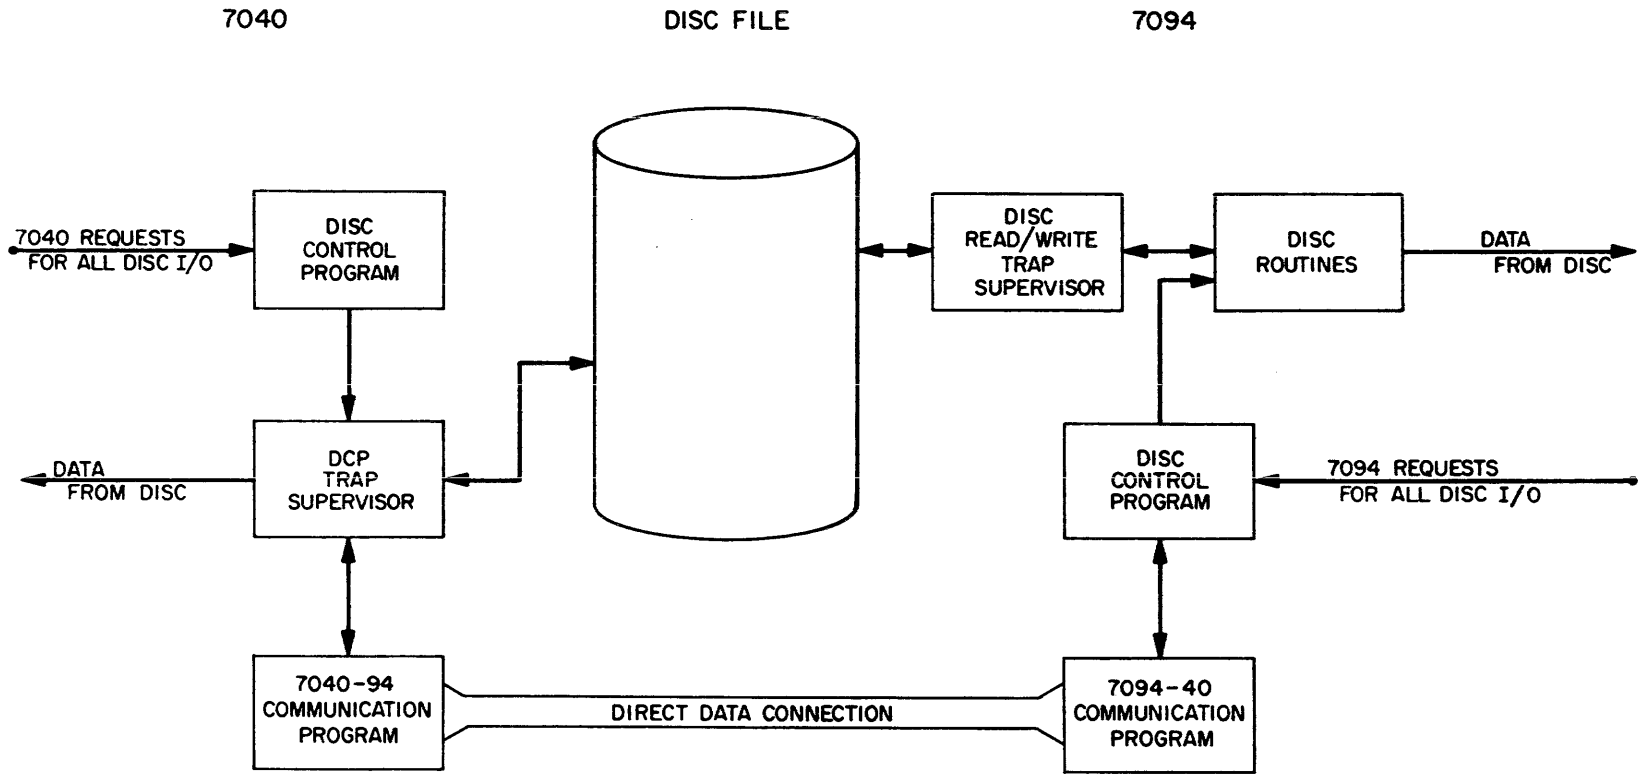 7040
DISC FILE
7094
7040 REQUESTS
FOR ALL DISC I/O
DISC
CONTROL
PROGRAM
DISC
READ/WRITE
TRAP
SUPERVISOR
DISC
ROUTINES
DATA
FROM DISC
DATA
FROM DISC
DCP
TRAP
SUPERVISOR
DISC
CONTROL
PROGRAM
7094 REQUESTS
FOR ALL DISC I/O
7040-94
COMMUNICATION
PROGRAM
DIRECT DATA CONNECTION
7094-40
COMMUNICATION
PROGRAM